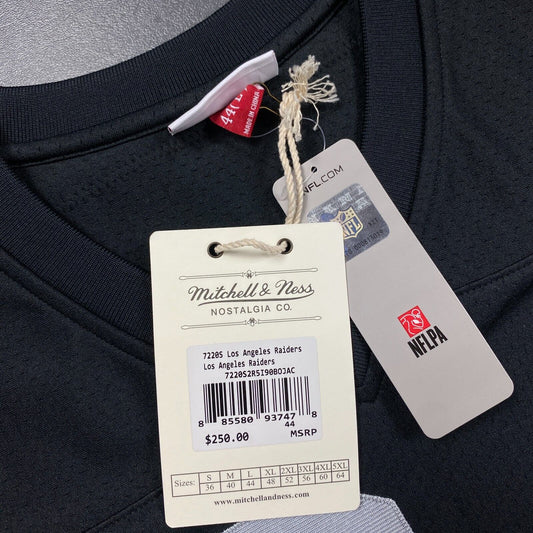 44(L)
MADE IN CHINA
NFL.COM
NFL
NFLPA
Mitchell & Ness
NOSTALGIA CO.
7220S Los Angeles Raiders
Los Angeles Raiders
7220S2R5I90BOJAC
8 85580 93747 8
44
$250.00 MSRP
Sizes: S M L XL 2XL 3XL 4XL 5XL
36 40 44 48 52 56 60 64
www.mitchellandness.com